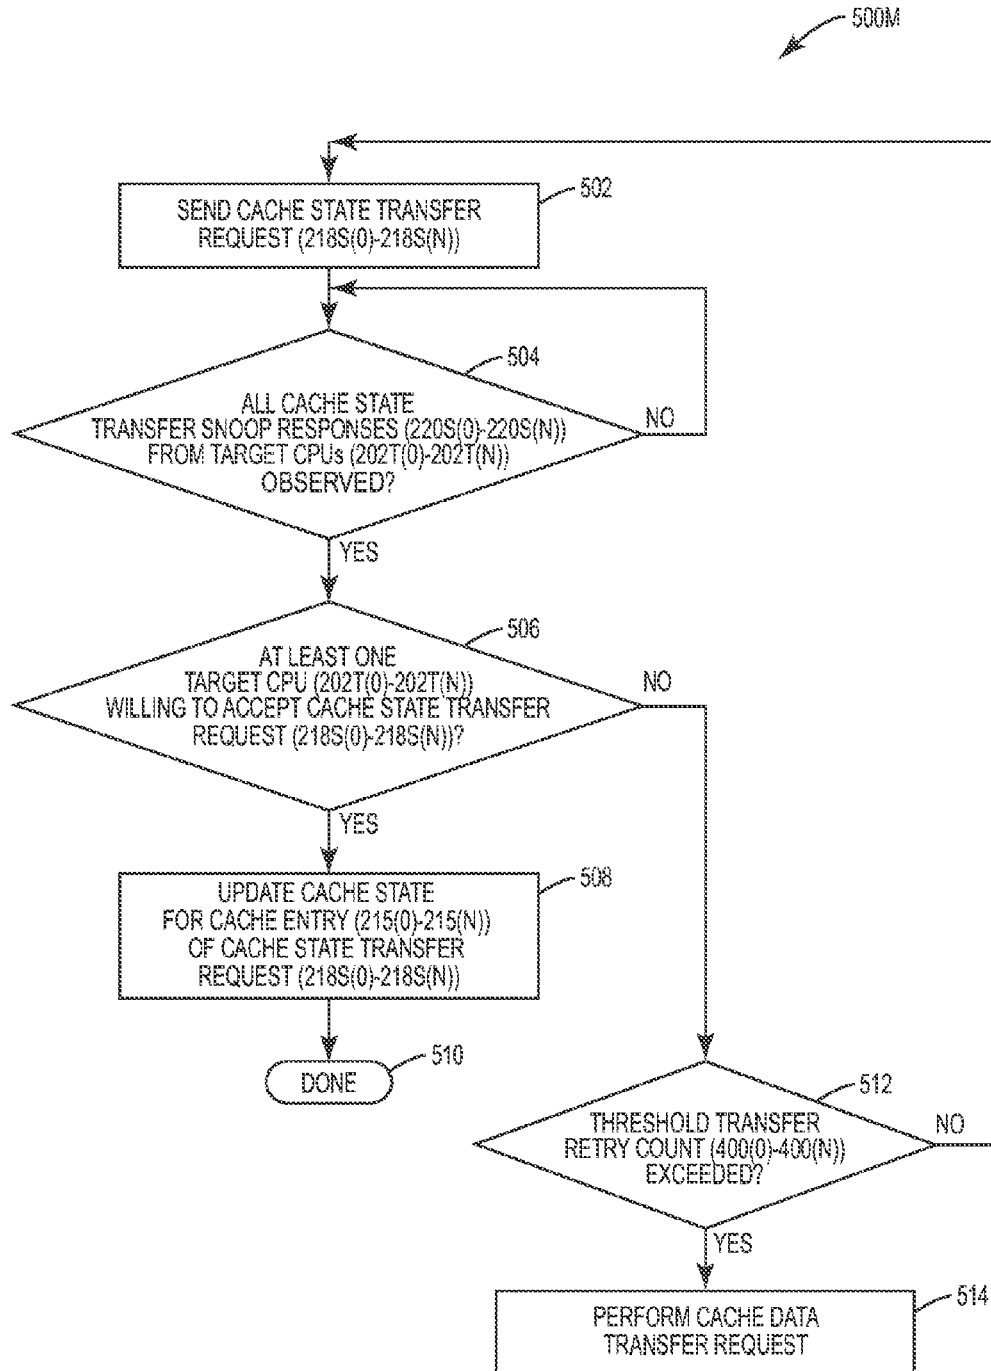 500M
502
SEND CACHE STATE TRANSFER
REQUEST (218S(0)-218S(N))
504
ALL CACHE STATE
TRANSFER SNOOP RESPONSES (220S(0)-220S(N))
FROM TARGET CPUs (202T(0)-202T(N))
OBSERVED?
NO
YES
506
AT LEAST ONE
TARGET CPU (202T(0)-202T(N))
WILLING TO ACCEPT CACHE STATE TRANSFER
REQUEST (218S(0)-218S(N))?
NO
YES
508
UPDATE CACHE STATE
FOR CACHE ENTRY (215(0)-215(N))
OF CACHE STATE TRANSFER
REQUEST (218S(0)-218S(N))
510
DONE
512
THRESHOLD TRANSFER
RETRY COUNT (400(0)-400(N))
EXCEEDED?
NO
YES
514
PERFORM CACHE DATA
TRANSFER REQUEST